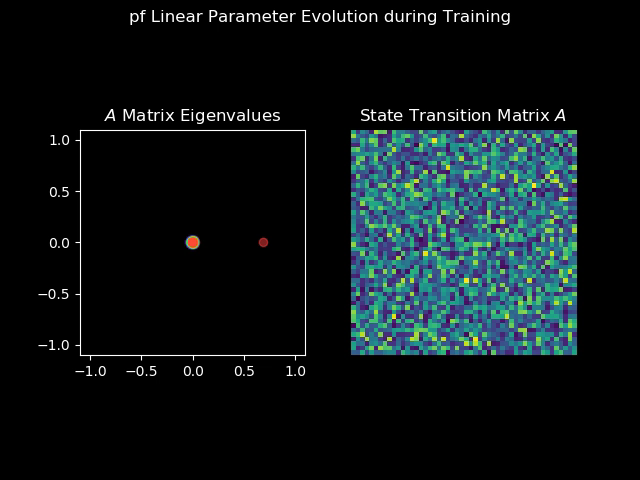 pf Linear Parameter Evolution during Training
A Matrix Eigenvalues
1.0
0.5
0.0
−0.5
−1.0
−1.0 −0.5 0.0 0.5 1.0
State Transition Matrix A